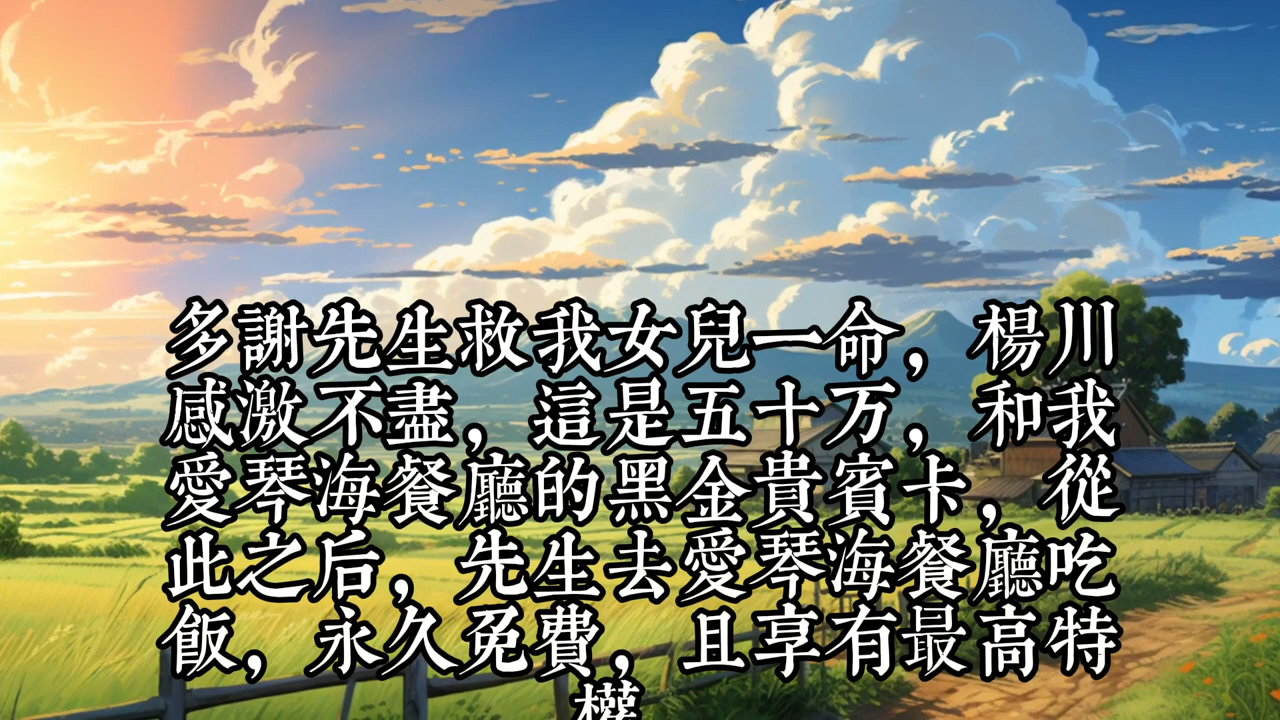 多謝先生救我女兒一命，楊川
感激不盡，這是五十万，和我
愛琴海餐廳的黑金貴賓卡，從
此之后，先生去愛琴海餐廳吃
飯，永久免費，且享有最高特
權